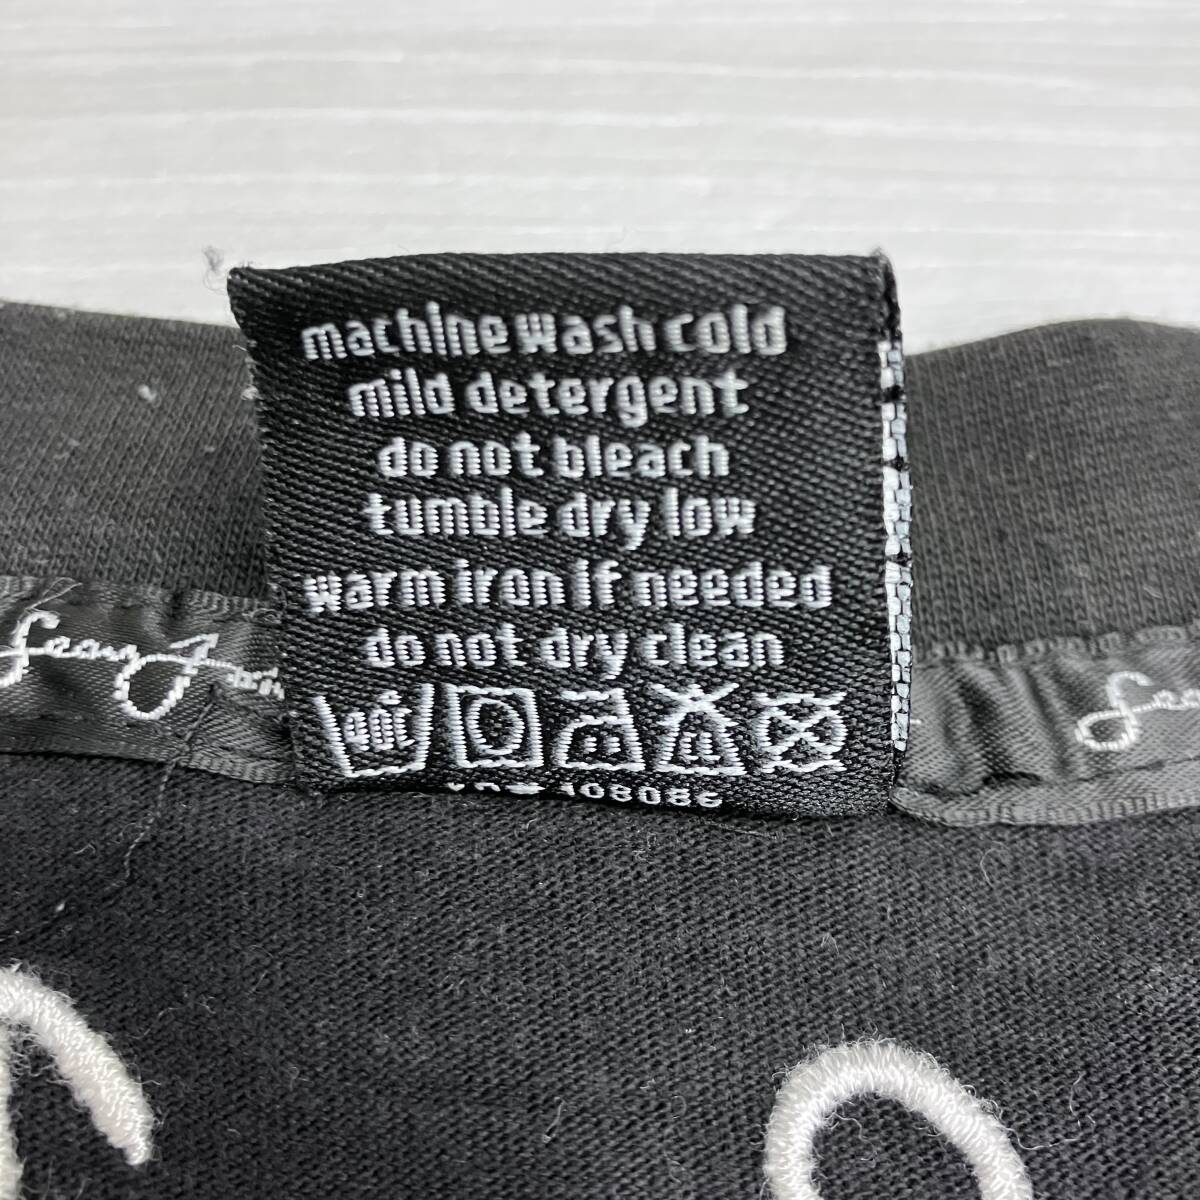 machine wash cold
mild detergent
do not bleach
tumble dry low
warm iron if needed
do not dry clean